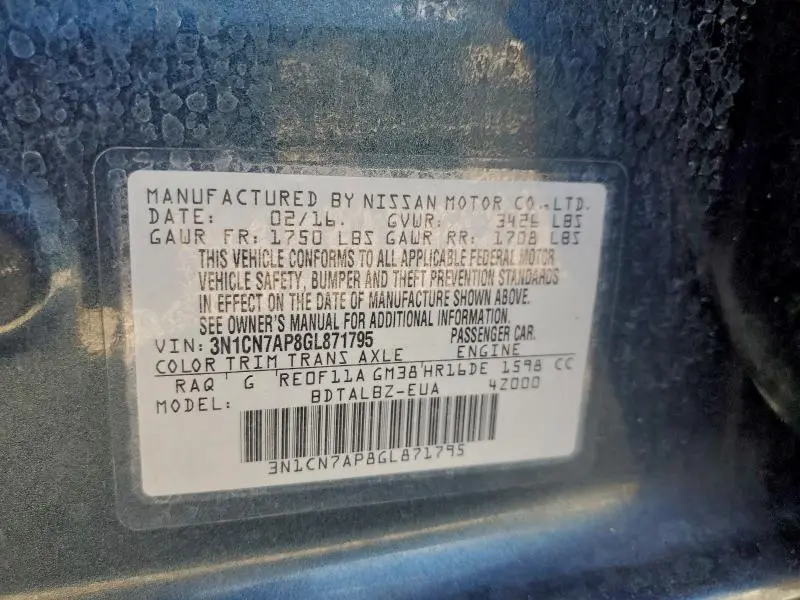 MANUFACTURED BY NISSAN MOTOR CO.,LTD.
DATE: 02/16. GVWR: 3426 LBS
GAWR FR: 1750 LBS GAWR RR: 1708 LBS
THIS VEHICLE CONFORMS TO ALL APPLICABLE FEDERAL MOTOR
VEHICLE SAFETY, BUMPER AND THEFT PREVENTION STANDARDS
IN EFFECT ON THE DATE OF MANUFACTURE SHOWN ABOVE.
SEE OWNER'S MANUAL FOR ADDITIONAL INFORMATION.
VIN: 3N1CN7AP8GL871795 PASSENGER CAR.
COLOR TRIM TRANS AXLE ENGINE
RAQ G RE0F11A GM38 HR16DE 1598 CC
MODEL: BDTALBZ-EUA 4Z000
3N1CN7AP8GL871795